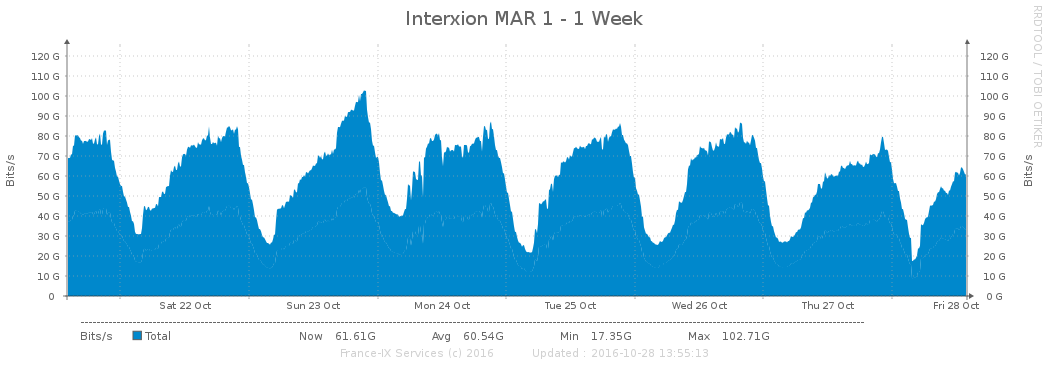 Interxion MAR 1 - 1 Week
RRDTOOL / TOBI OETIKER
Bits/s
120 G 120 G
110 G 110 G
100 G 100 G
90 G 90 G
80 G 80 G
70 G 70 G
60 G 60 G
50 G 50 G
40 G 40 G
30 G 30 G
20 G 20 G
10 G 10 G
0 0 G
Bits/s
Sat 22 Oct Sun 23 Oct Mon 24 Oct Tue 25 Oct Wed 26 Oct Thu 27 Oct Fri 28 Oct
Bits/s Total Now 61.61G Avg 60.54G Min 17.35G Max 102.71G
France-IX Services (c) 2016 Updated : 2016-10-28 13:55:13